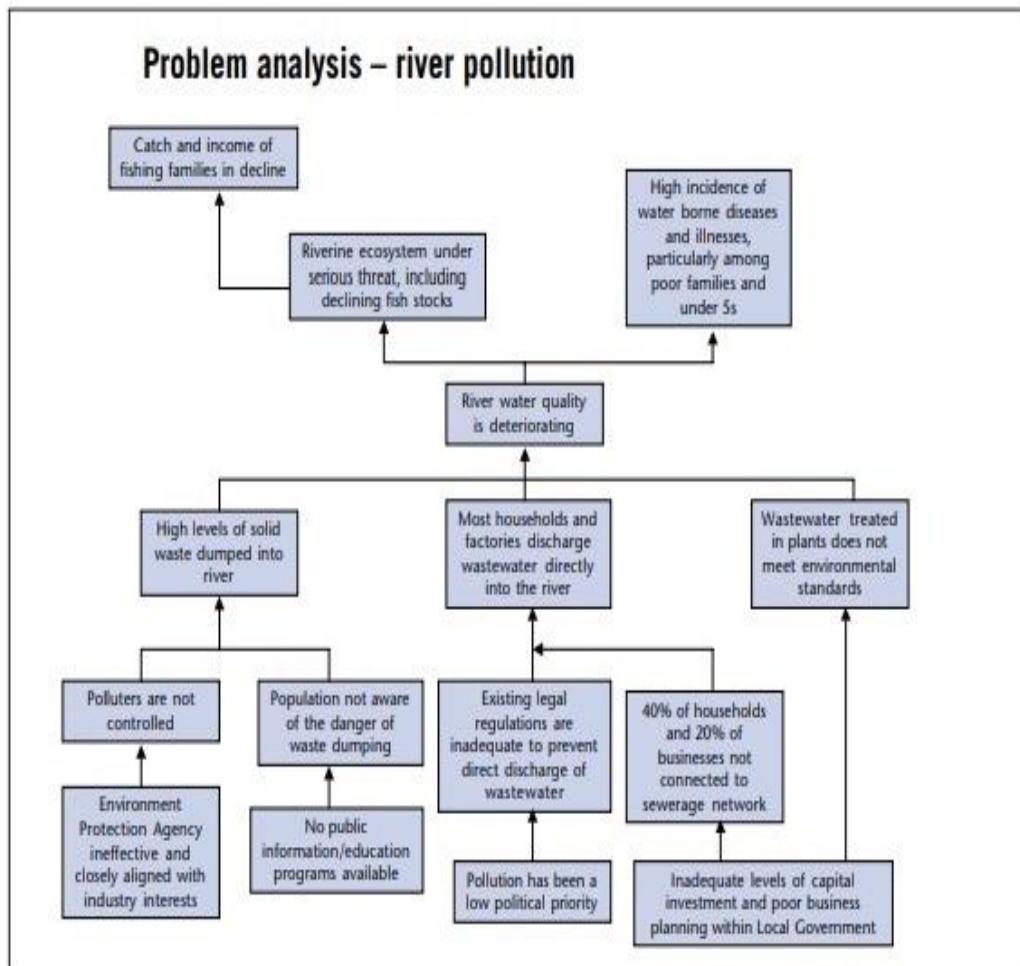 Problem analysis – river pollution
Catch and income of
fishing families in decline
High incidence of
water borne diseases
and illnesses,
particularly among
poor families and
under 5s
Riverine ecosystem under
serious threat, including
declining fish stocks
River water quality
is deteriorating
High levels of solid
waste dumped into
river
Most households and
factories discharge
wastewater directly
into the river
Wastewater treated
in plants does not
meet environmental
standards
Polluters are not
controlled
Population not aware
of the danger of
waste dumping
Existing legal
regulations are
inadequate to prevent
direct discharge of
wastewater
40% of households
and 20% of
businesses not
connected to
sewerage network
Environment
Protection Agency
ineffective and
closely aligned with
industry interests
No public
information/education
programs available
Pollution has been a
low political priority
Inadequate levels of capital
investment and poor business
planning within Local Government